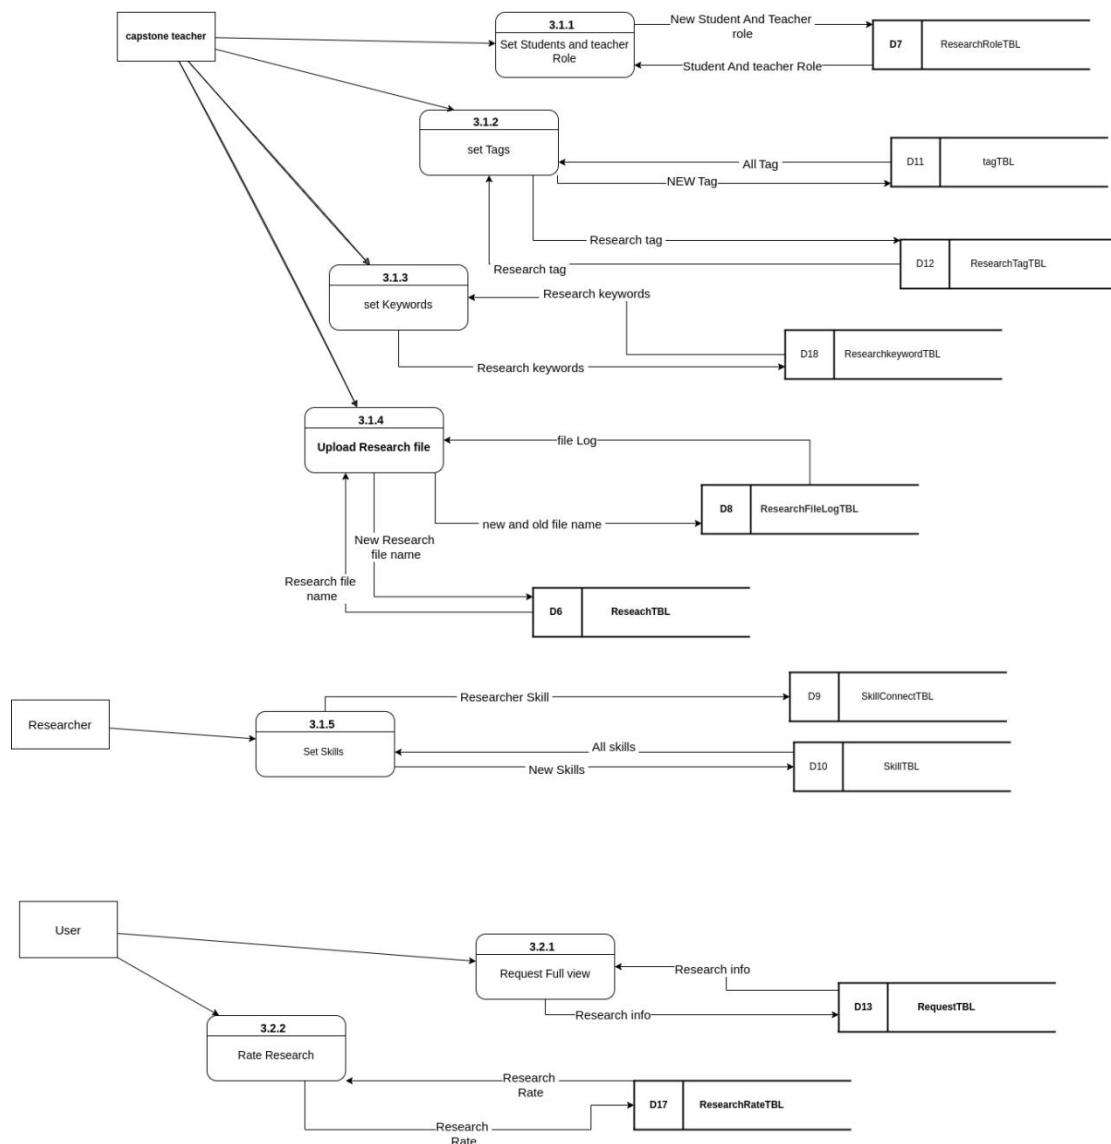 capstone teacher
3.1.1
Set Students and teacher
Role
New Student And Teacher
role
Student And teacher Role
D7
ResearchRoleTBL
3.1.2
set Tags
All Tag
NEW Tag
D11
tagTBL
Research tag
Research tag
D12
ResearchTagTBL
3.1.3
set Keywords
Research keywords
Research keywords
D18
ResearchkeywordTBL
3.1.4
Upload Research file
file Log
new and old file name
D8
ResearchFileLogTBL
New Research
file name
Research file
name
D6
ReseachTBL
Researcher
3.1.5
Set Skills
Researcher Skill
D9
SkillConnectTBL
All skills
New Skills
D10
SkillTBL
User
3.2.1
Request Full view
Research info
Research info
D13
RequestTBL
3.2.2
Rate Research
Research
Rate
Research
Rate
D17
ResearchRateTBL